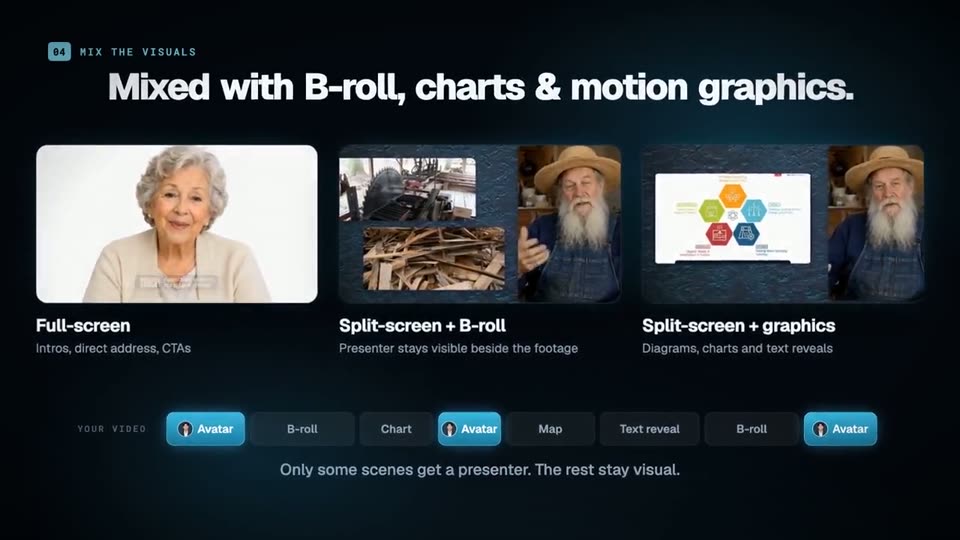 04 MIX THE VISUALS
Mixed with B-roll, charts & motion graphics.
Full-screen
Intros, direct address, CTAs
Split-screen + B-roll
Presenter stays visible beside the footage
Split-screen + graphics
Diagrams, charts and text reveals
YOUR VIDEO Avatar B-roll Chart Avatar Map Text reveal B-roll Avatar
Only some scenes get a presenter. The rest stay visual.